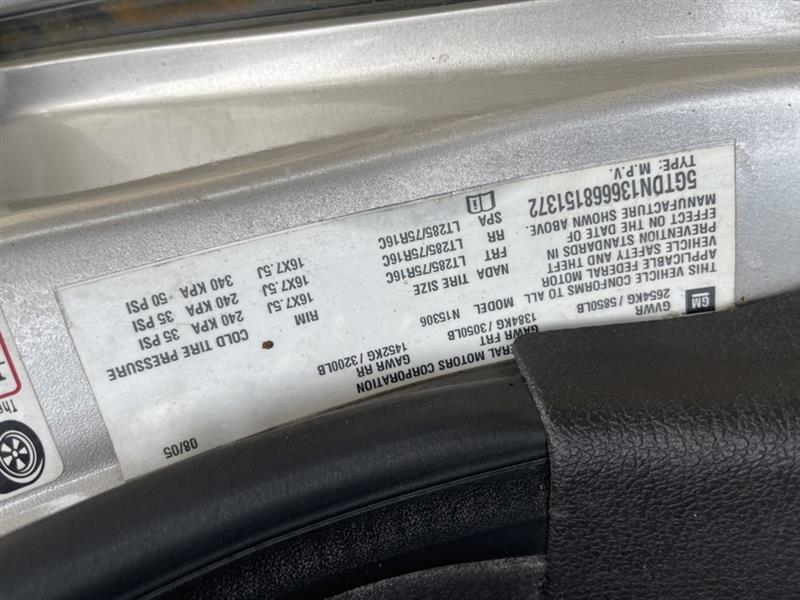 GM
ERAL MOTORS CORPORATION 08/05
GVWR GAWR FRT GAWR RR
2654KG / 5850LB 1384KG / 3050LB 1452KG / 3200LB
THIS VEHICLE CONFORMS TO ALL
APPLICABLE FEDERAL MOTOR
VEHICLE SAFETY AND THEFT
PREVENTION STANDARDS IN
EFFECT ON THE DATE OF
MANUFACTURE SHOWN ABOVE.
5GTDN136668151372
TYPE: M.P.V.
MODEL N15306
NADA TIRE SIZE RIM COLD TIRE PRESSURE
FRT LT285/75R16C 16X7.5J 240 KPA 35 PSI
RR LT285/75R16C 16X7.5J 240 KPA 35 PSI
SPA LT285/75R16C 16X7.5J 340 KPA 50 PSI
The